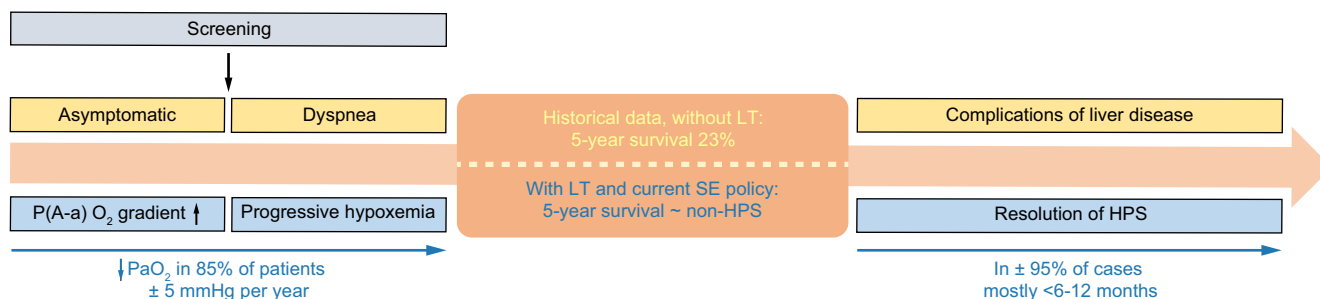 Screening
Asymptomatic
Dyspnea
P(A-a) O₂ gradient ↑
Progressive hypoxemia
↓PaO₂ in 85% of patients
± 5 mmHg per year
Historical data, without LT:
5-year survival 23%
With LT and current SE policy:
5-year survival ~ non-HPS
Complications of liver disease
Resolution of HPS
In ± 95% of cases
mostly <6-12 months